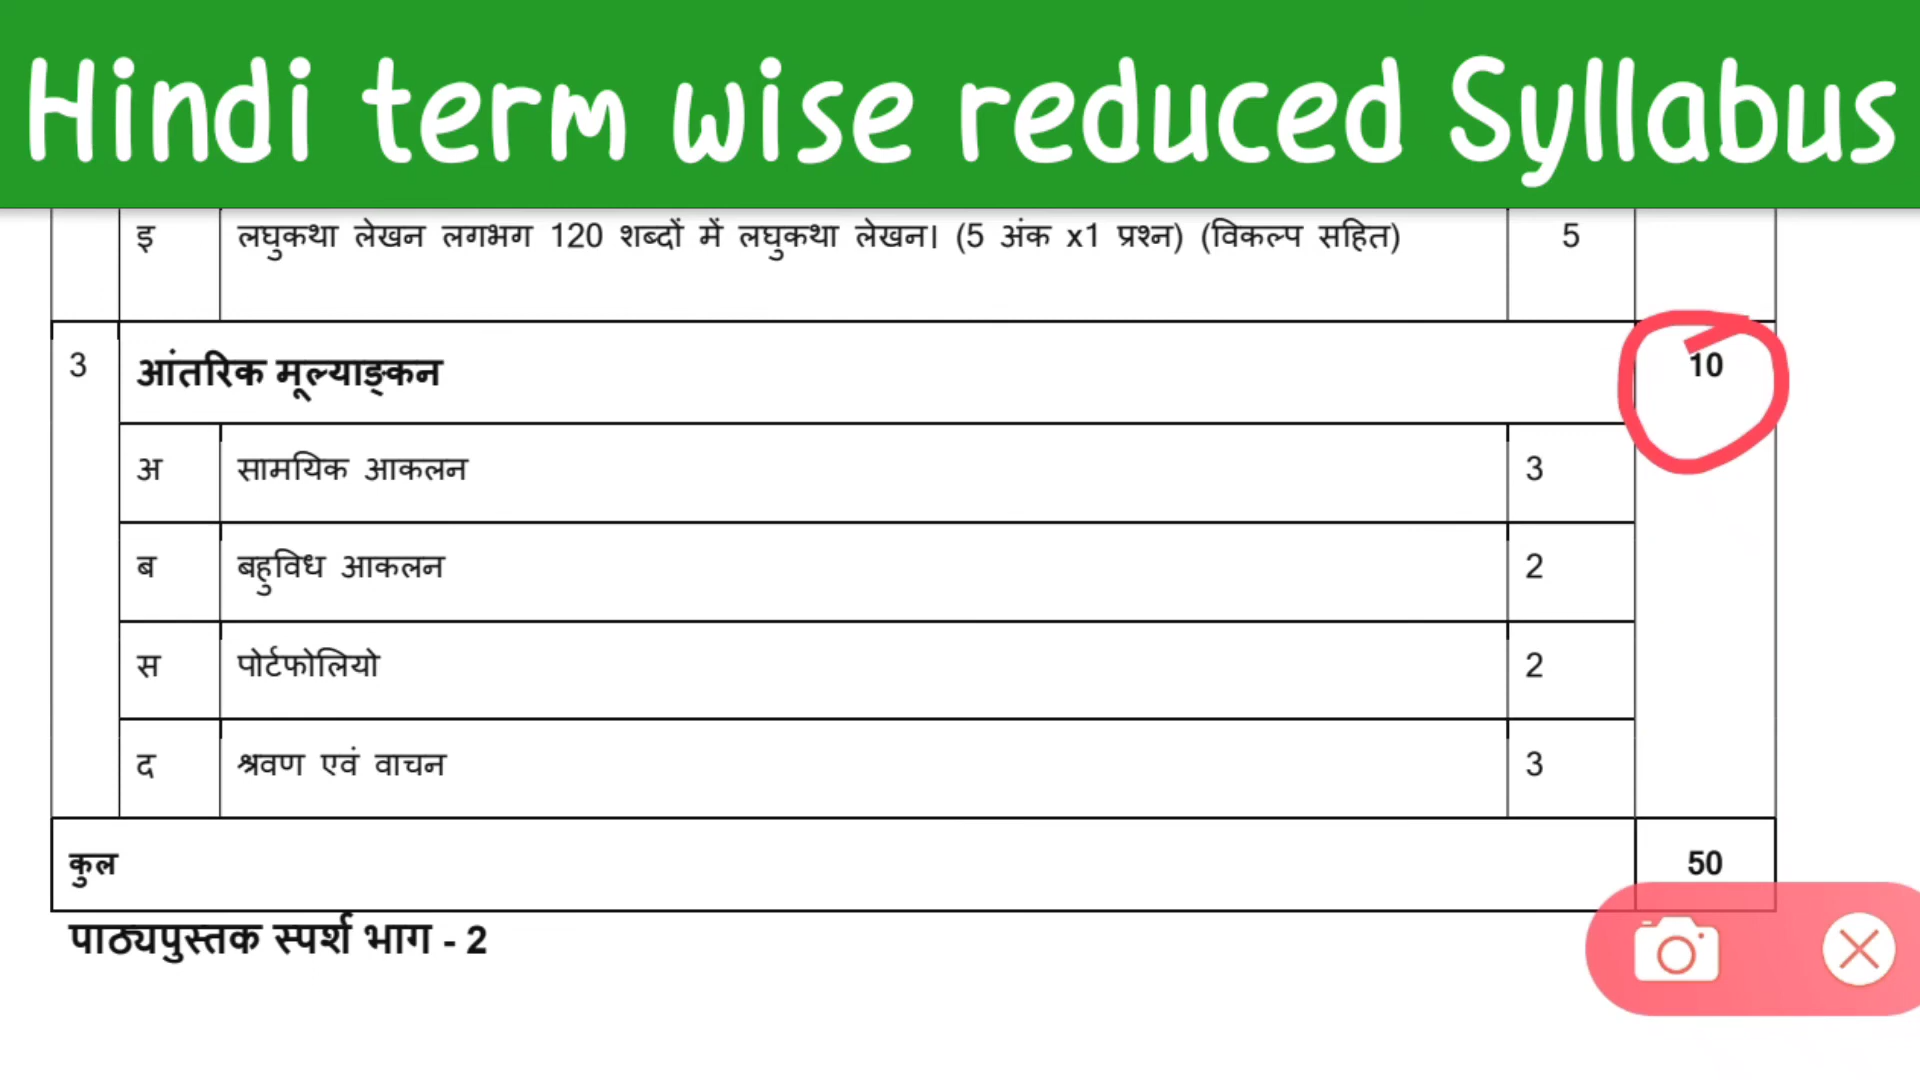 Hindi term wise reduced Syllabus
इ लघुकथा लेखन लगभग 120 शब्दों में लघुकथा लेखन। (5 अंक x1 प्रश्न) (विकल्प सहित) 5
3 आंतरिक मूल्याङ्कन 10
अ सामयिक आकलन 3
ब बहुविध आकलन 2
स पोर्टफोलियो 2
द श्रवण एवं वाचन 3
कुल 50
पाठ्यपुस्तक स्पर्श भाग - 2